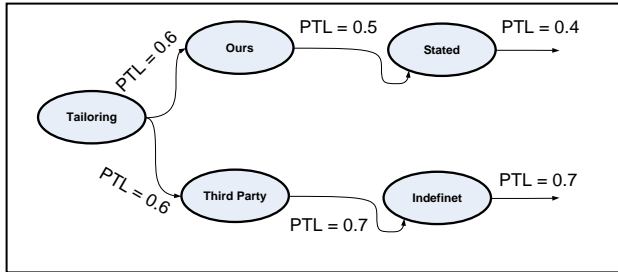 PTL = 0.6
Ours
PTL = 0.5
Stated
PTL = 0.4
Tailoring
PTL = 0.6
Third Party
PTL = 0.7
Indefinet
PTL = 0.7